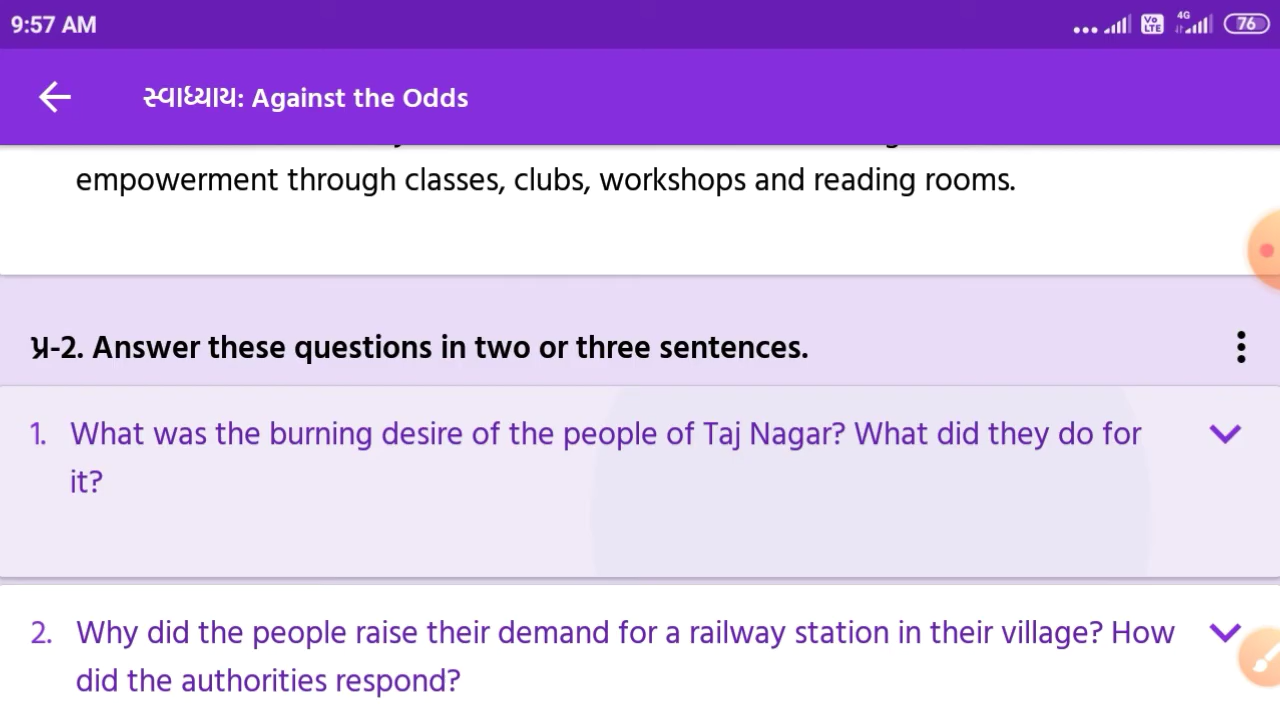 9:57 AM
Vo LTE 4G 76
સ્વાધ્યાય: Against the Odds
empowerment through classes, clubs, workshops and reading rooms.
પ્ર-2. Answer these questions in two or three sentences.
1. What was the burning desire of the people of Taj Nagar? What did they do for
it?
2. Why did the people raise their demand for a railway station in their village? How
did the authorities respond?